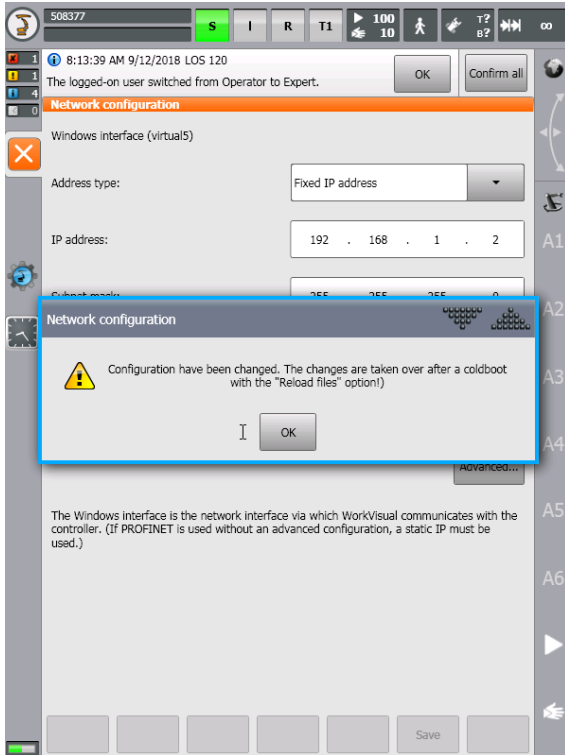 508377
S I R T1 100 10 T? B? ∞
1
1
4
0
8:13:39 AM 9/12/2018 LOS 120
The logged-on user switched from Operator to Expert.
OK
Confirm all
Network configuration
Windows interface (virtual5)
Address type:
Fixed IP address
IP address:
192 . 168 . 1 . 2
Subnet mask:
255 255 255 0
Network configuration
Configuration have been changed. The changes are taken over after a coldboot
with the "Reload files" option!)
OK
Advanced...
The Windows interface is the network interface via which WorkVisual communicates with the
controller. (If PROFINET is used without an advanced configuration, a static IP must be
used.)
Save
A1
A2
A3
A4
A5
A6